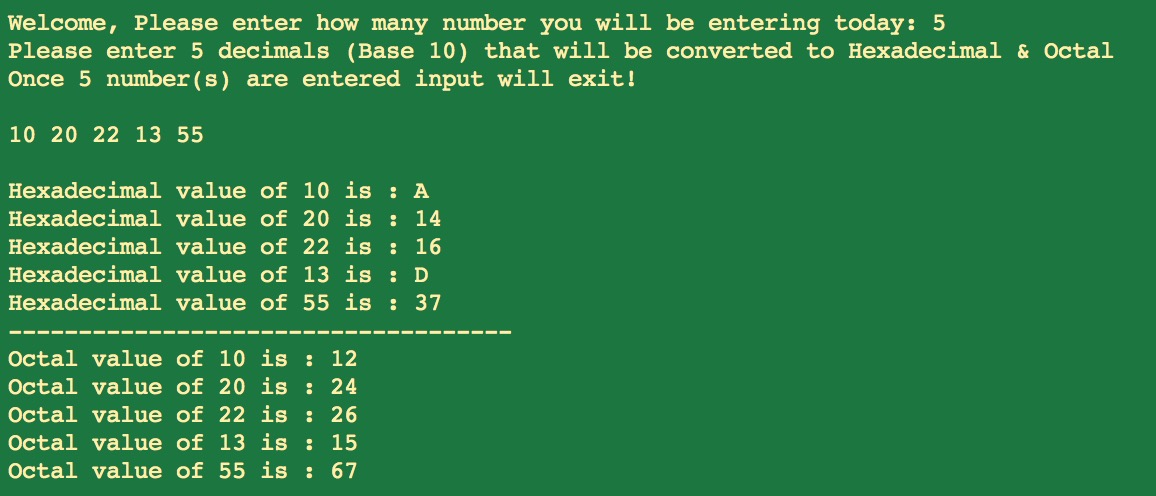 Welcome, Please enter how many number you will be entering today: 5
Please enter 5 decimals (Base 10) that will be converted to Hexadecimal & Octal
Once 5 number(s) are entered input will exit!
10 20 22 13 55
Hexadecimal value of 10 is : A
Hexadecimal value of 20 is : 14
Hexadecimal value of 22 is : 16
Hexadecimal value of 13 is : D
Hexadecimal value of 55 is : 37
------------------------------------
Octal value of 10 is : 12
Octal value of 20 is : 24
Octal value of 22 is : 26
Octal value of 13 is : 15
Octal value of 55 is : 67